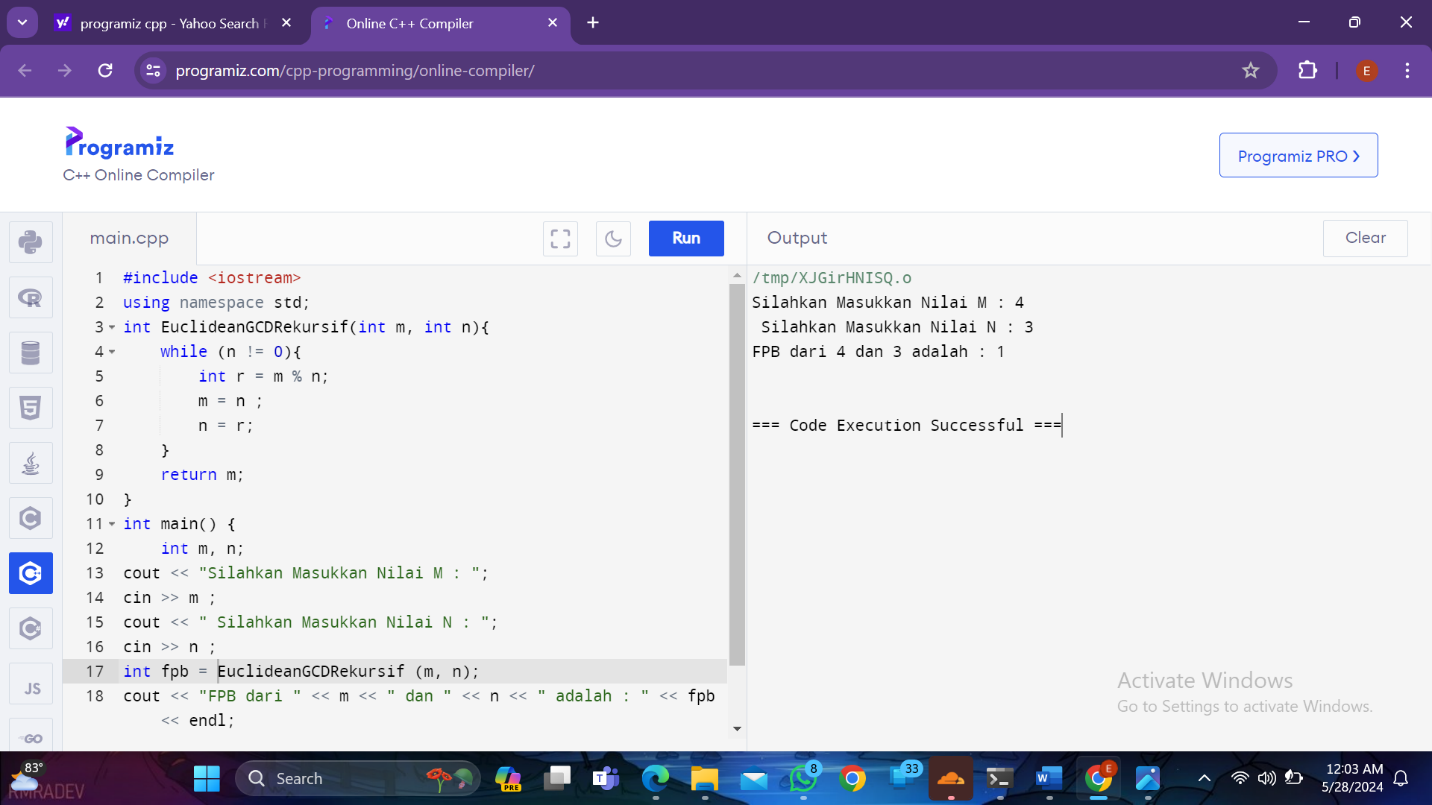 programiz cpp - Yahoo Search
Online C++ Compiler
programiz.com/cpp-programming/online-compiler/
E
Programiz
C++ Online Compiler
Programiz PRO
main.cpp
Run
Output
Clear
1 #include <iostream>
2 using namespace std;
3 int EuclideanGCDRekursif(int m, int n){
4 while (n != 0){
5 int r = m % n;
6 m = n ;
7 n = r;
8 }
9 return m;
10 }
11 int main() {
12 int m, n;
13 cout << "Silahkan Masukkan Nilai M : ";
14 cin >> m ;
15 cout << " Silahkan Masukkan Nilai N : ";
16 cin >> n ;
17 int fpb = EuclideanGCDRekursif (m, n);
18 cout << "FPB dari " << m << " dan " << n << " adalah : " << fpb
<< endl;
JS
GO
/tmp/XJGirHNISQ.o
Silahkan Masukkan Nilai M : 4
Silahkan Masukkan Nilai N : 3
FPB dari 4 dan 3 adalah : 1
=== Code Execution Successful ===
Activate Windows
Go to Settings to activate Windows.
83°
Search
PRE
8
33
E
12:03 AM
5/28/2024